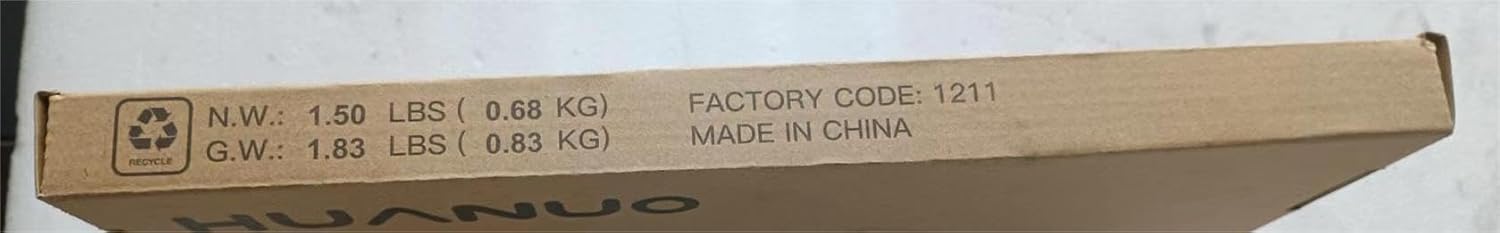 RECYCLE
N.W.: 1.50 LBS ( 0.68 KG)
G.W.: 1.83 LBS ( 0.83 KG)
FACTORY CODE: 1211
MADE IN CHINA
HUANUO